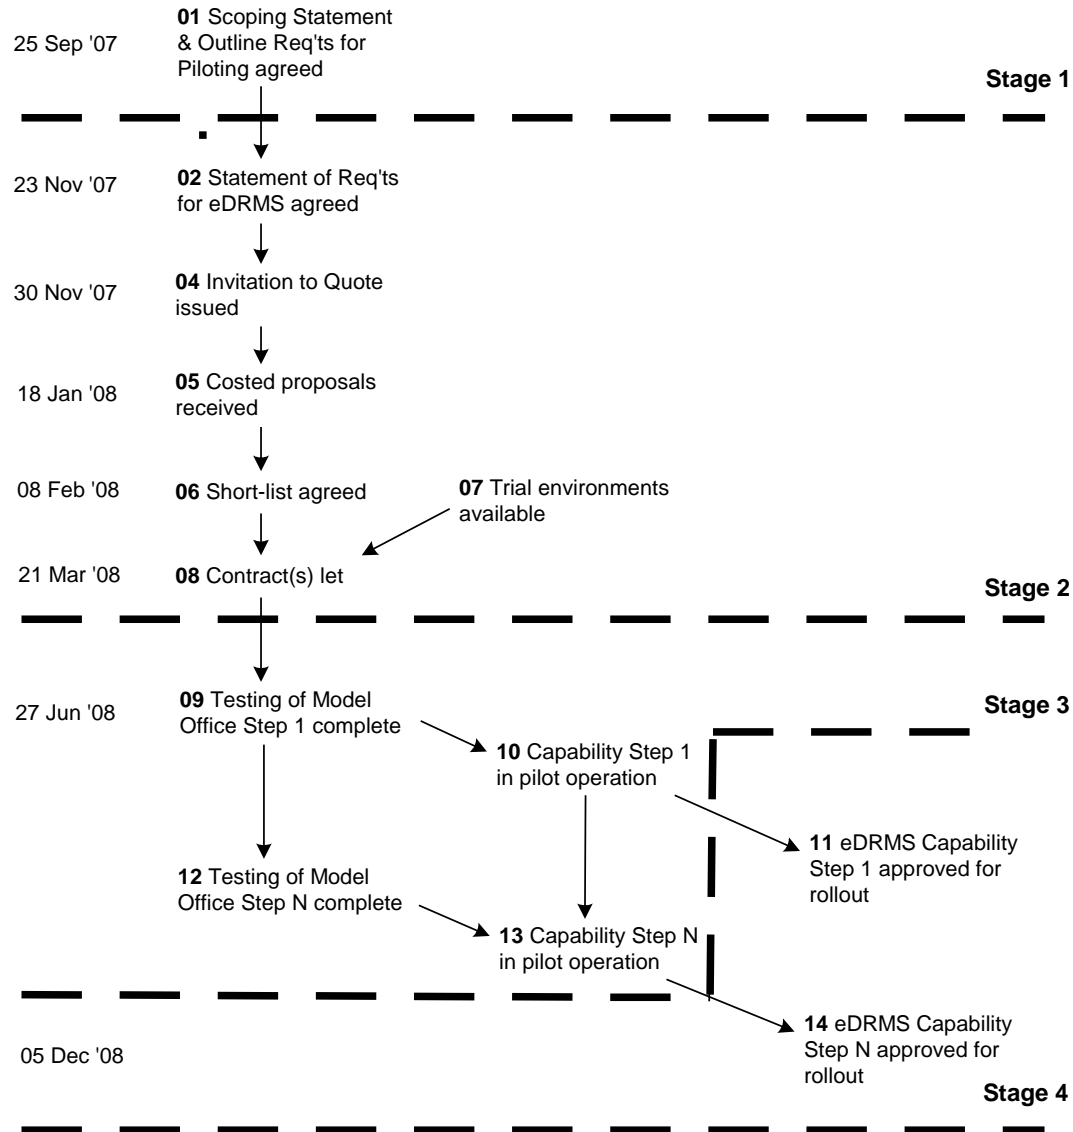 25 Sep '07
01 Scoping Statement
& Outline Req'ts for
Piloting agreed
Stage 1
23 Nov '07
02 Statement of Req'ts
for eDRMS agreed
30 Nov '07
04 Invitation to Quote
issued
18 Jan '08
05 Costed proposals
received
08 Feb '08
06 Short-list agreed
07 Trial environments
available
21 Mar '08
08 Contract(s) let
Stage 2
27 Jun '08
09 Testing of Model
Office Step 1 complete
Stage 3
10 Capability Step 1
in pilot operation
11 eDRMS Capability
Step 1 approved for
rollout
12 Testing of Model
Office Step N complete
13 Capability Step N
in pilot operation
14 eDRMS Capability
Step N approved for
rollout
05 Dec '08
Stage 4